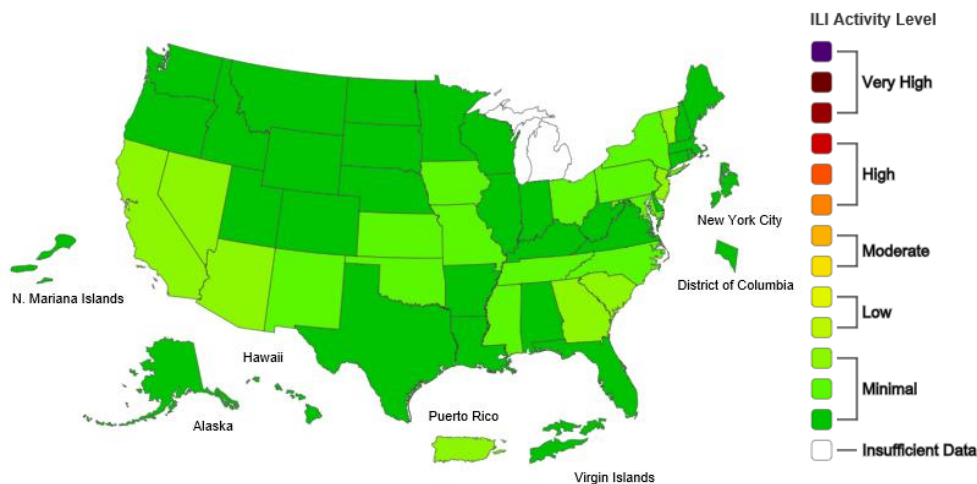 ILI Activity Level
Very High
High
New York City
Moderate
District of Columbia
N. Mariana Islands
Low
Hawaii
Minimal
Puerto Rico
Alaska
Insufficient Data
Virgin Islands